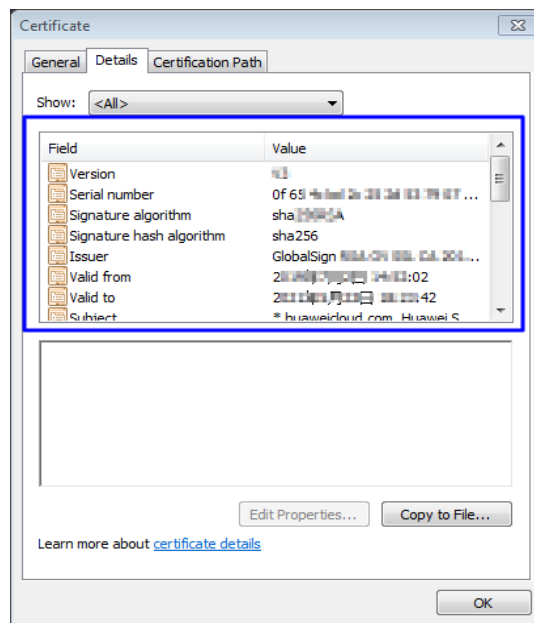 Certificate
General Details Certification Path
Show: <All>
Field Value
Version
Serial number 0f 65 ...
Signature algorithm sha
Signature hash algorithm sha256
Issuer GlobalSign ...
Valid from :02
Valid to :42
Subject *.huaweicloud.com, Huawei S
Edit Properties... Copy to File...
Learn more about certificate details
OK